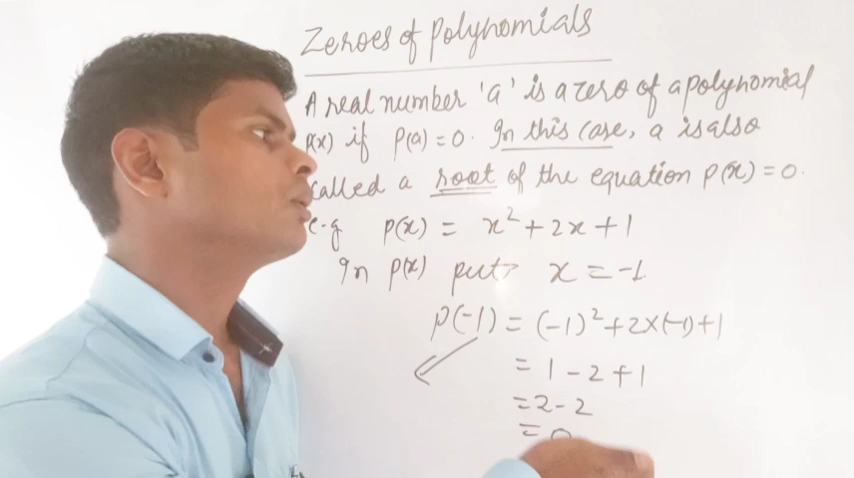 Zeroes of Polynomials
A real number 'a' is a zero of a polynomial
P(x) if P(a) = 0. In this case, a is also
called a root of the equation P(x) = 0.
e.g P(x) = x² + 2x + 1
In P(x) put x = -1
P(-1) = (-1)² + 2×(-1) + 1
= 1 - 2 + 1
= 2 - 2
= 0